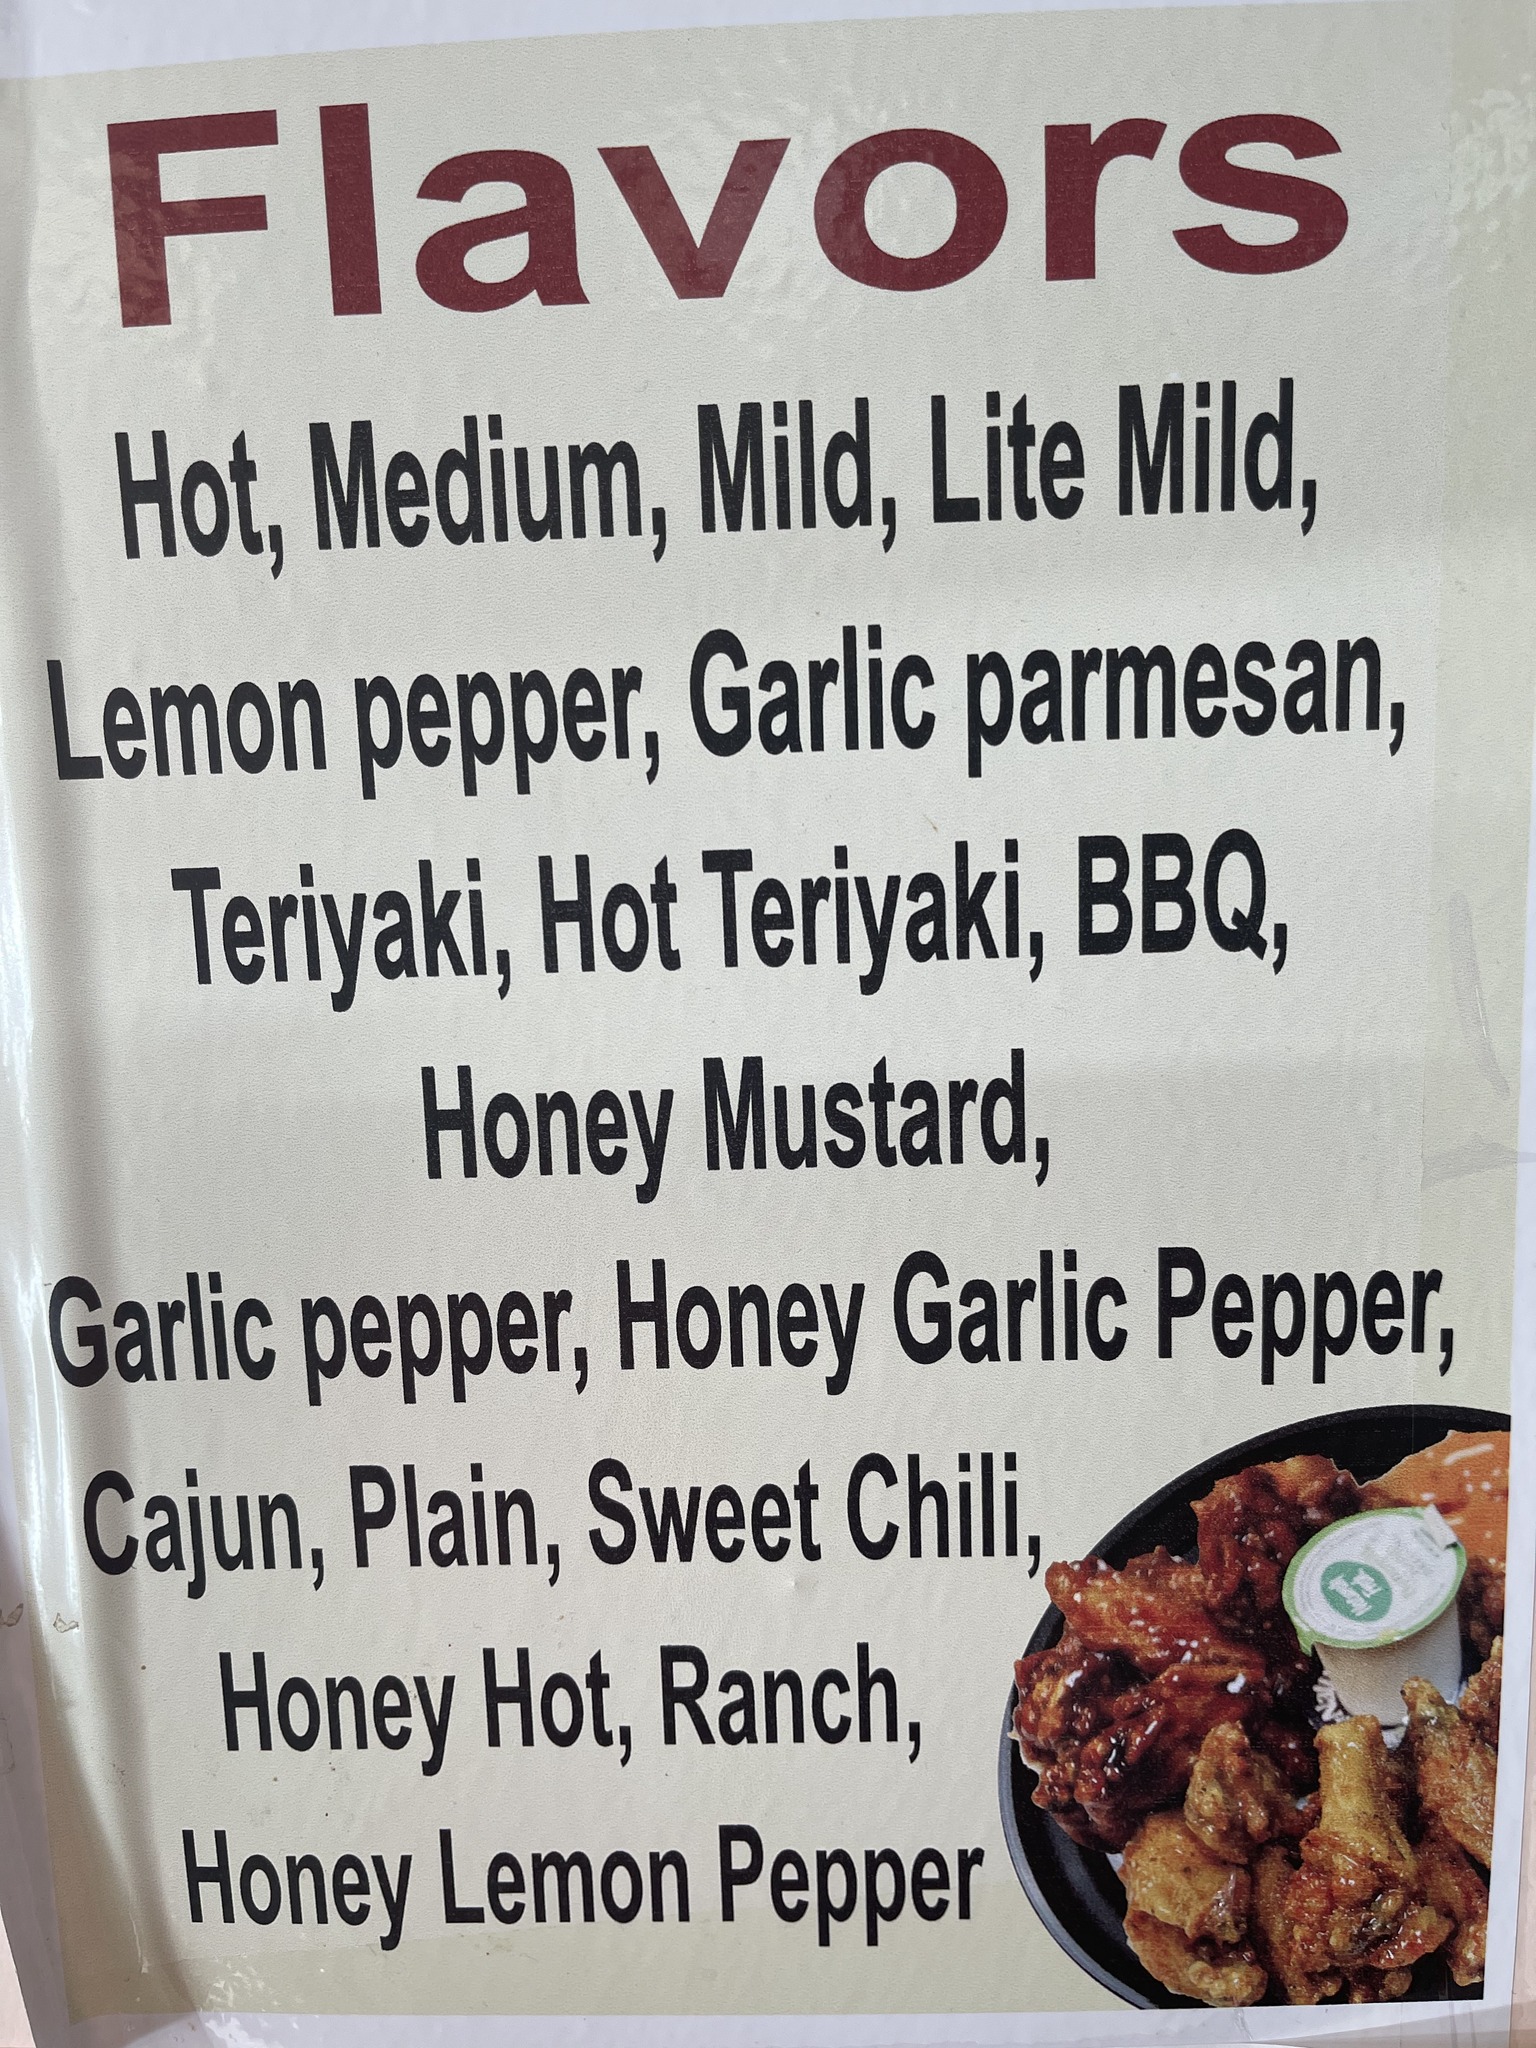 Flavors
Hot, Medium, Mild, Lite Mild,
Lemon pepper, Garlic parmesan,
Teriyaki, Hot Teriyaki, BBQ,
Honey Mustard,
Garlic pepper, Honey Garlic Pepper,
Cajun, Plain, Sweet Chili,
Honey Hot, Ranch,
Honey Lemon Pepper